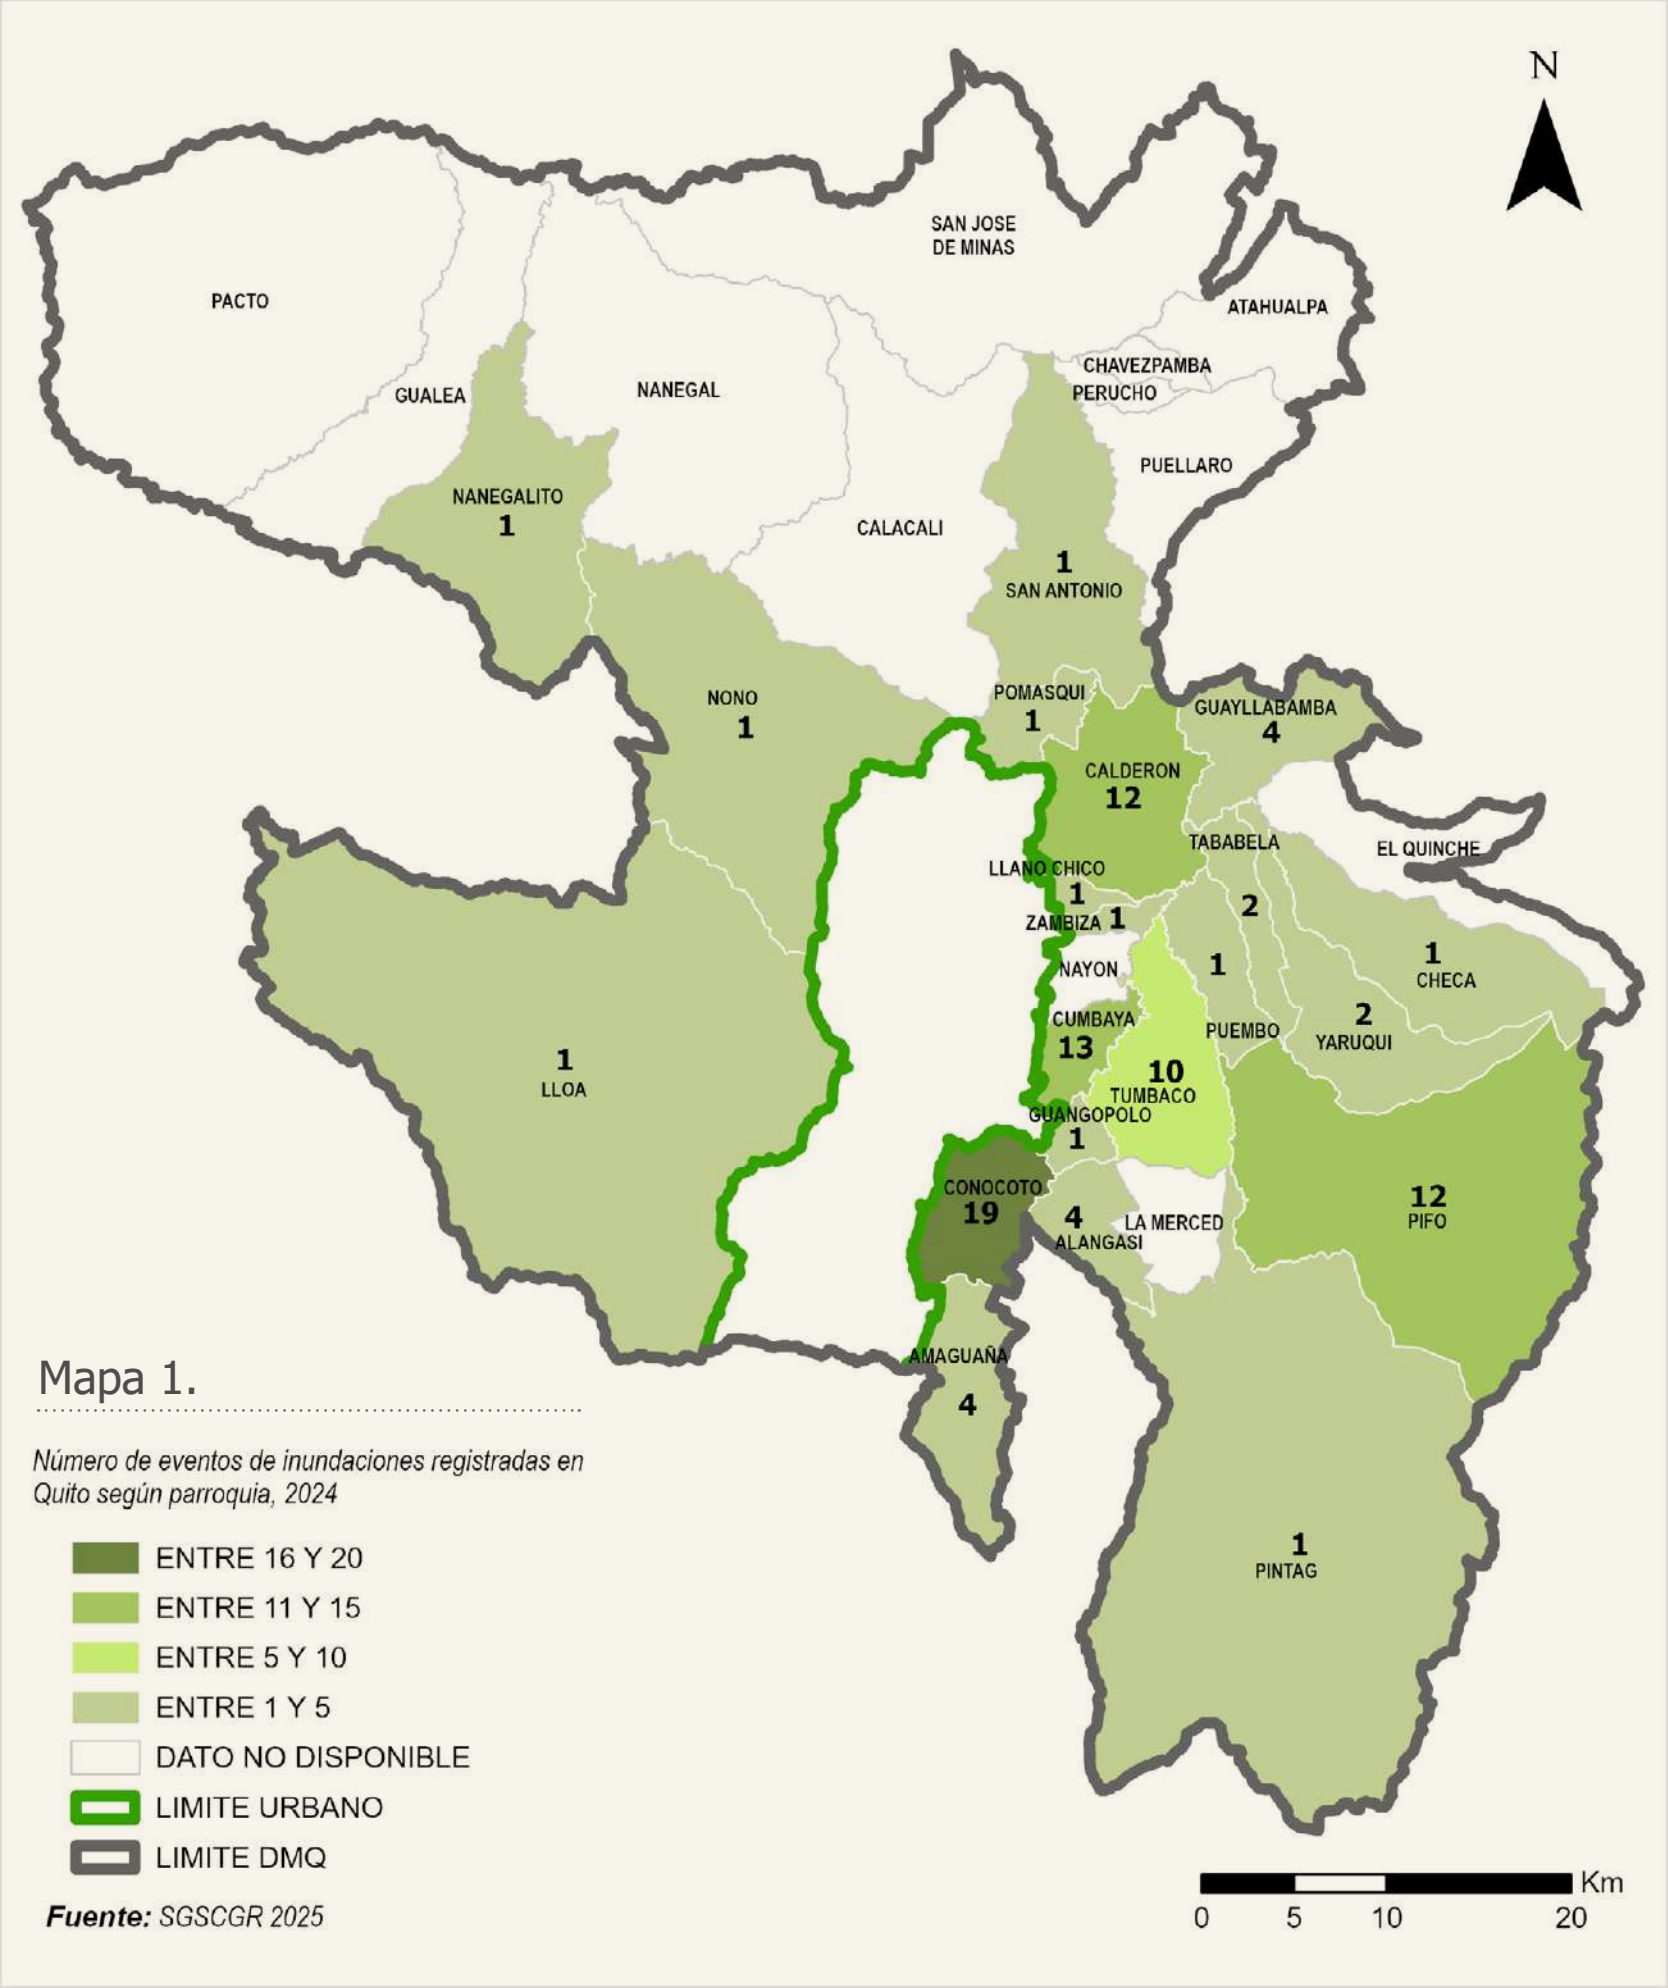 N
SAN JOSE
DE MINAS
PACTO
ATAHUALPA
CHAVEZPAMBA
GUALEA
NANEGAL
PERUCHO
PUELLARO
NANEGALITO
1
CALACALI
1
SAN ANTONIO
NONO
1
POMASQUI
1
GUAYLLABAMBA
4
CALDERON
12
TABABELA
2
EL QUINCHE
LLANO CHICO
1
ZAMBIZA 1
NAYON
1
PUEMBO
1
CHECA
2
YARUQUI
CUMBAYA
13
10
TUMBACO
1
LLOA
GUANGOPOLO
1
CONOCOTO
19
4
ALANGASI
LA MERCED
12
PIFO
AMAGUAÑA
4
1
PINTAG
Mapa 1.
Número de eventos de inundaciones registradas en
Quito según parroquia, 2024
ENTRE 16 Y 20
ENTRE 11 Y 15
ENTRE 5 Y 10
ENTRE 1 Y 5
DATO NO DISPONIBLE
LIMITE URBANO
LIMITE DMQ
Fuente: SGSCGR 2025
Km
0 5 10 20